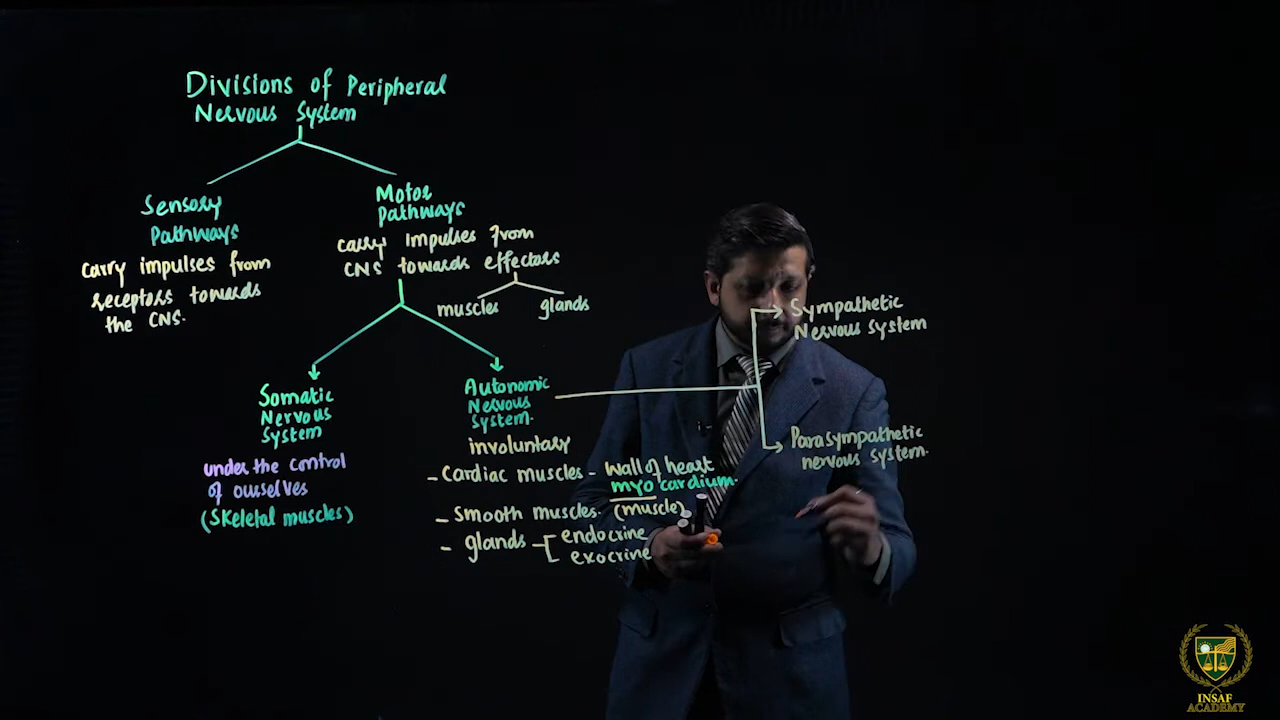 Divisions of Peripheral
Nervous System
Sensory
Pathways
Carry impulses from
receptors towards
the CNS.
Motor
Pathways
carry impulses from
CNS towards effectors
muscles glands
Somatic
Nervous
System
under the control
of ourselves
(Skeletal muscles)
Autonomic
Nervous
System.
involuntary
- Cardiac muscles - Wall of heart
myocardium.
- Smooth muscles. (muscle)
- glands - endocrine
exocrine
Sympathetic
Nervous system
Parasympathetic
nervous system.
INSAF
ACADEMY